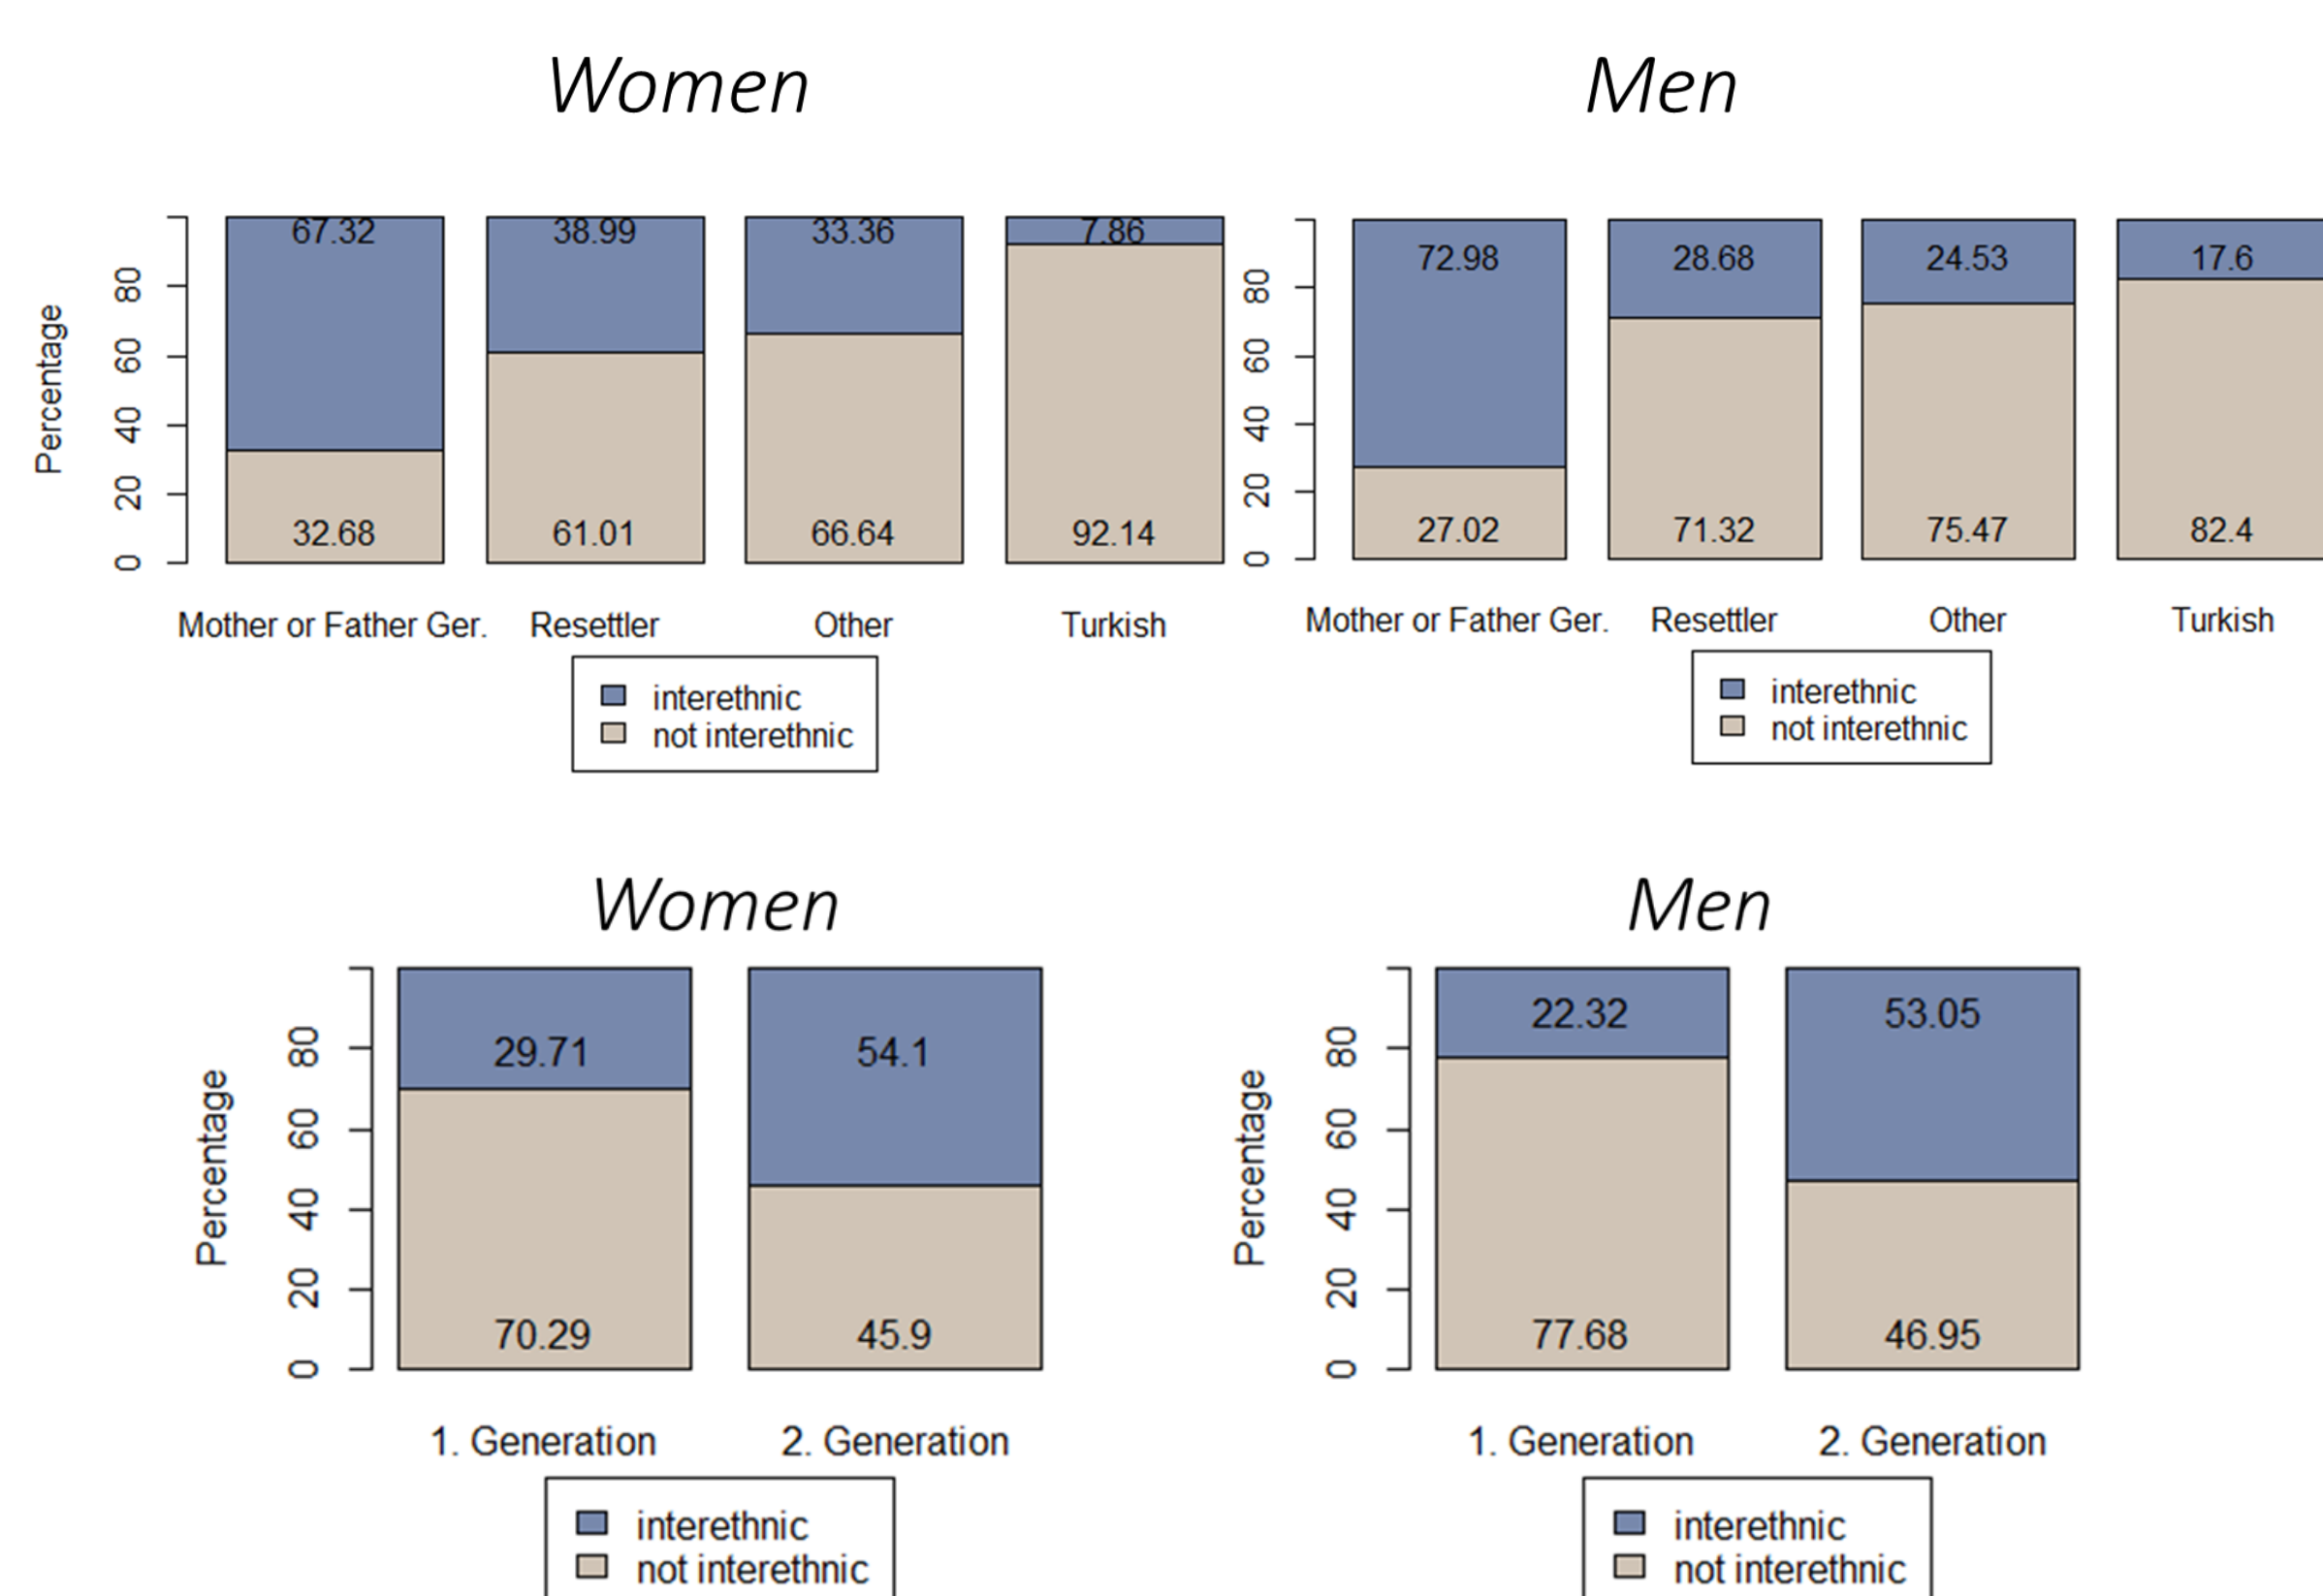 Women
Men
67.32 38.99 33.36 7.86
72.98 28.68 24.53 17.6
Percentage
0 20 40 60 80
0 20 40 60 80
32.68 61.01 66.64 92.14
27.02 71.32 75.47 82.4
Mother or Father Ger. Resettler Other Turkish
Mother or Father Ger. Resettler Other Turkish
interethnic
not interethnic
interethnic
not interethnic
Women
Men
29.71 54.1
22.32 53.05
Percentage
0 20 40 60 80
Percentage
0 20 40 60 80
70.29 45.9
77.68 46.95
1. Generation 2. Generation
1. Generation 2. Generation
interethnic
not interethnic
interethnic
not interethnic